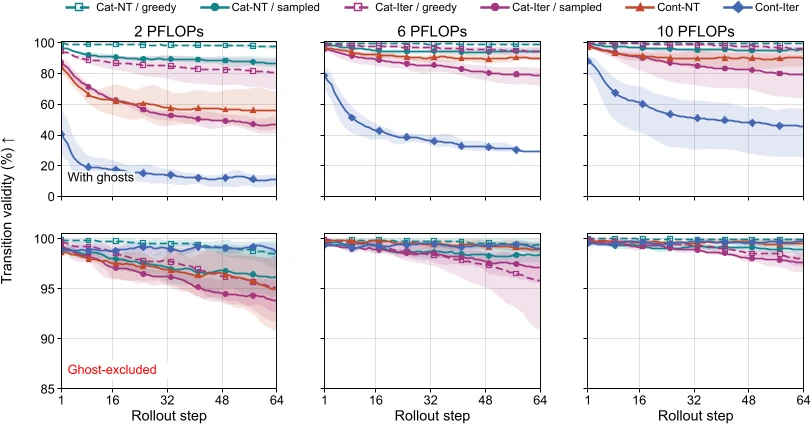 Cat-NT / greedy Cat-NT / sampled Cat-Iter / greedy Cat-Iter / sampled Cont-NT Cont-Iter
2 PFLOPs 6 PFLOPs 10 PFLOPs
Transition validity (%) ↑
100
80
60
40
20
0
With ghosts
100
95
90
85
Ghost-excluded
1 16 32 48 64 1 16 32 48 64 1 16 32 48 64
Rollout step Rollout step Rollout step